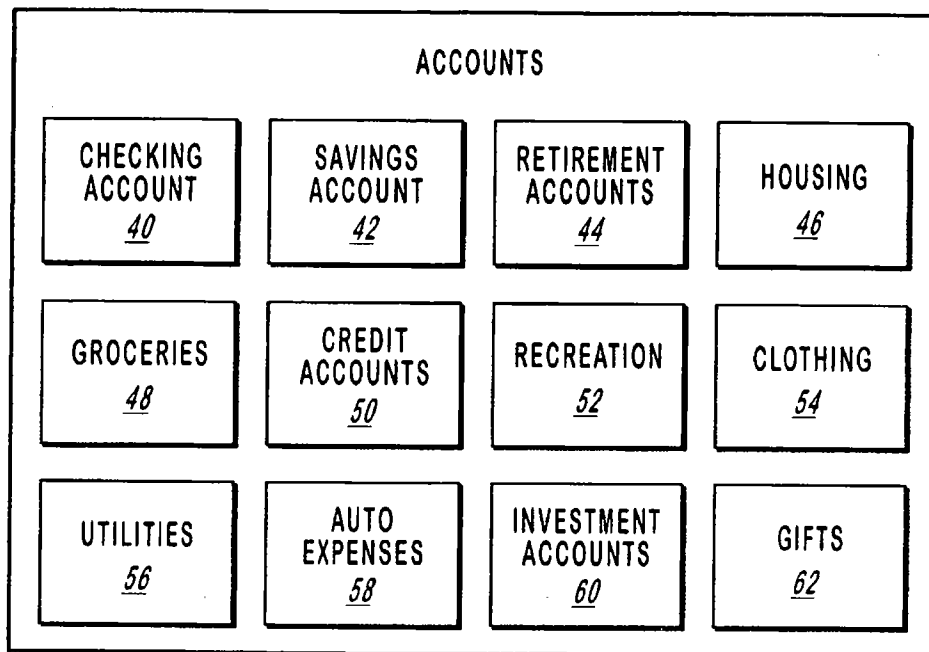 ACCOUNTS
CHECKING
ACCOUNT
40
SAVINGS
ACCOUNT
42
RETIREMENT
ACCOUNTS
44
HOUSING
46
GROCERIES
48
CREDIT
ACCOUNTS
50
RECREATION
52
CLOTHING
54
UTILITIES
56
AUTO
EXPENSES
58
INVESTMENT
ACCOUNTS
60
GIFTS
62